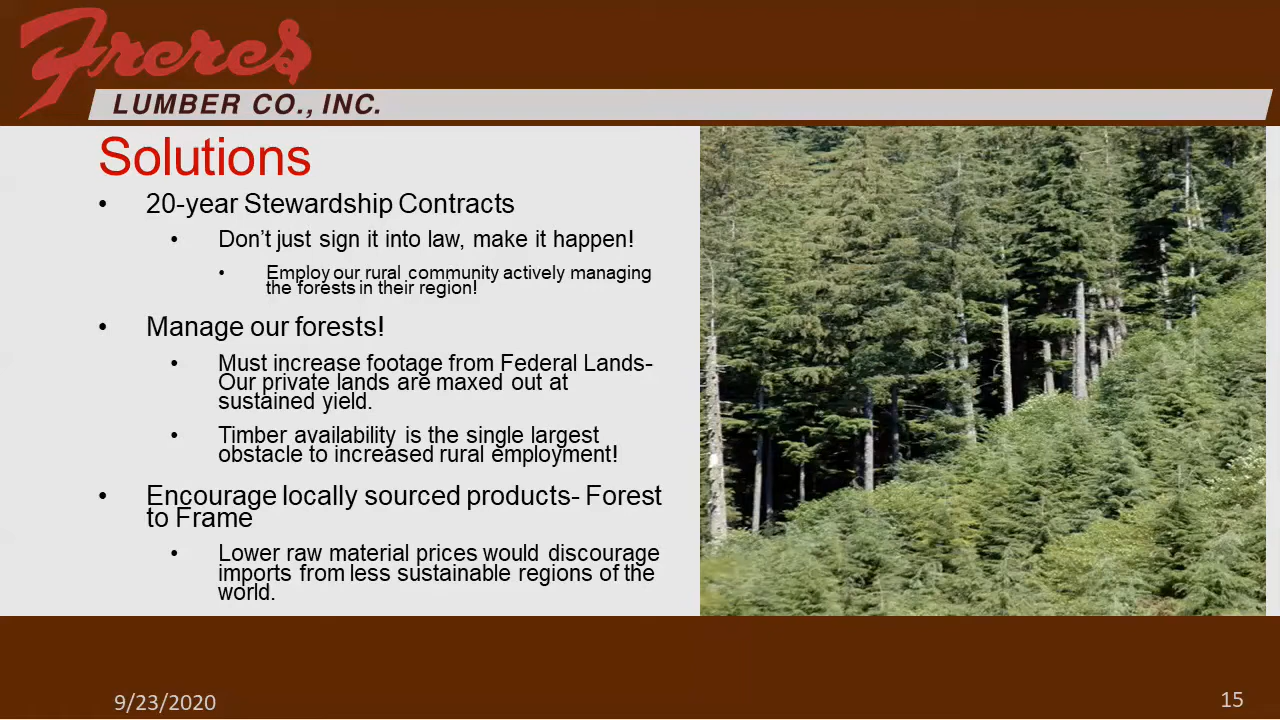 Freres
LUMBER CO., INC.
Solutions
• 20-year Stewardship Contracts
• Don’t just sign it into law, make it happen!
• Employ our rural community actively managing
the forests in their region!
• Manage our forests!
• Must increase footage from Federal Lands-
Our private lands are maxed out at
sustained yield.
• Timber availability is the single largest
obstacle to increased rural employment!
• Encourage locally sourced products- Forest
to Frame
• Lower raw material prices would discourage
imports from less sustainable regions of the
world.
9/23/2020
15